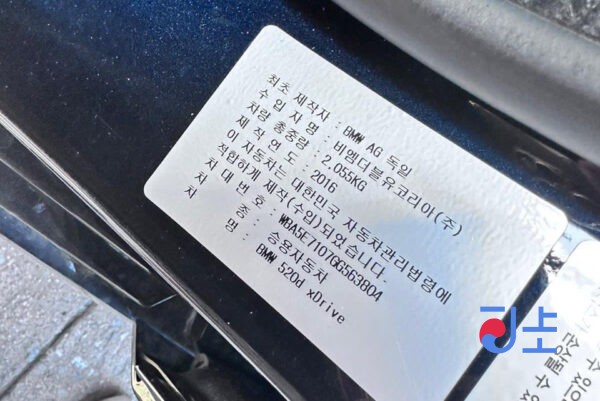 최초 제작자 : BMW AG 독일
수 입 자 명 : 비엠더블유코리아(주)
차량 총중량 : 2.055KG
제 작 연 도 : 2016
이 자동차는 대한민국 자동차관리법령에
적합하게 제작(수입)되었습니다.
차 대 번 호 : WBA5E7107GG563804
차 종 : 승용자동차
차 명 : BMW 520d xDrive
수 있